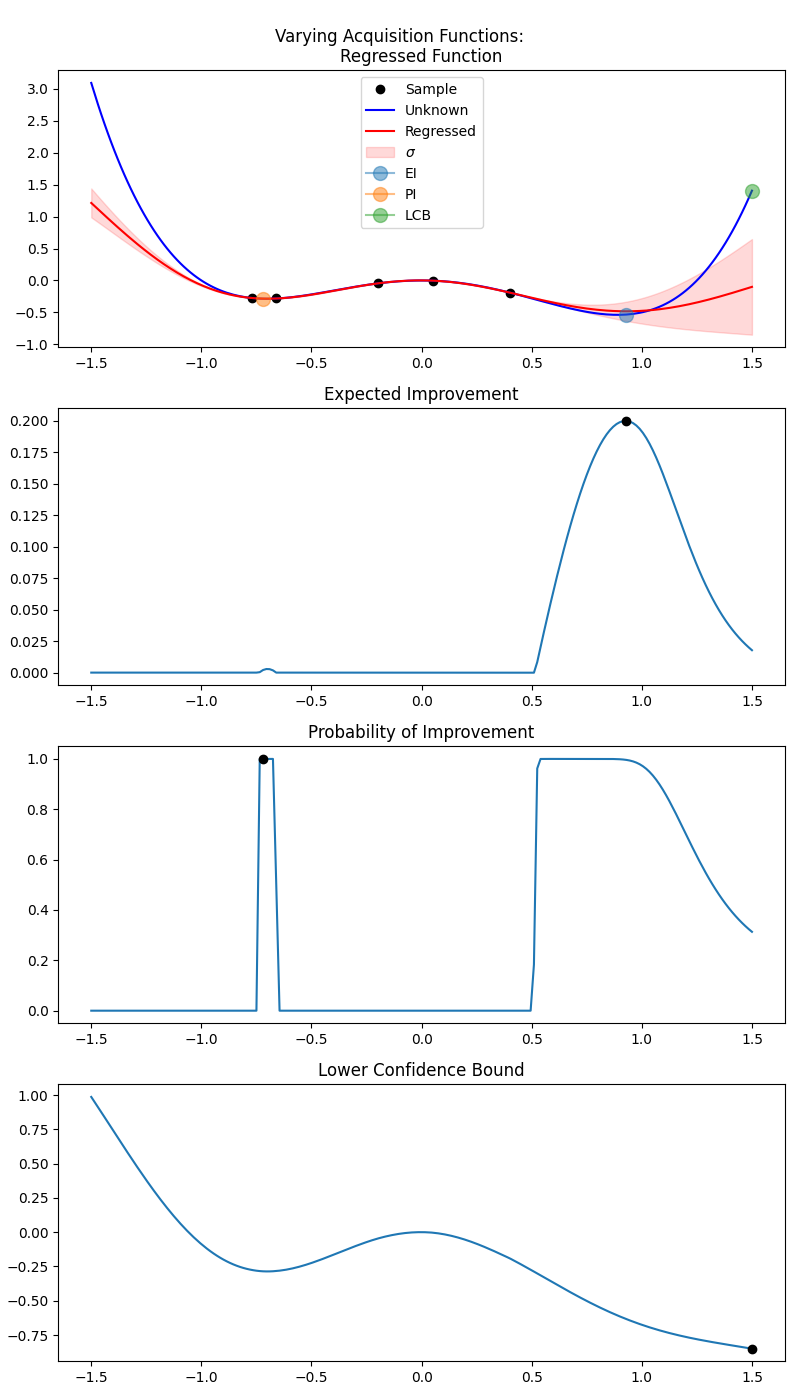 Varying Acquisition Functions:
Regressed Function
3.0
2.5
2.0
1.5
1.0
0.5
0.0
−0.5
−1.0
Sample
Unknown
Regressed
σ
EI
PI
LCB
−1.5 −1.0 −0.5 0.0 0.5 1.0 1.5
Expected Improvement
0.200
0.175
0.150
0.125
0.100
0.075
0.050
0.025
0.000
−1.5 −1.0 −0.5 0.0 0.5 1.0 1.5
Probability of Improvement
1.0
0.8
0.6
0.4
0.2
0.0
−1.5 −1.0 −0.5 0.0 0.5 1.0 1.5
Lower Confidence Bound
1.00
0.75
0.50
0.25
0.00
−0.25
−0.50
−0.75
−1.5 −1.0 −0.5 0.0 0.5 1.0 1.5